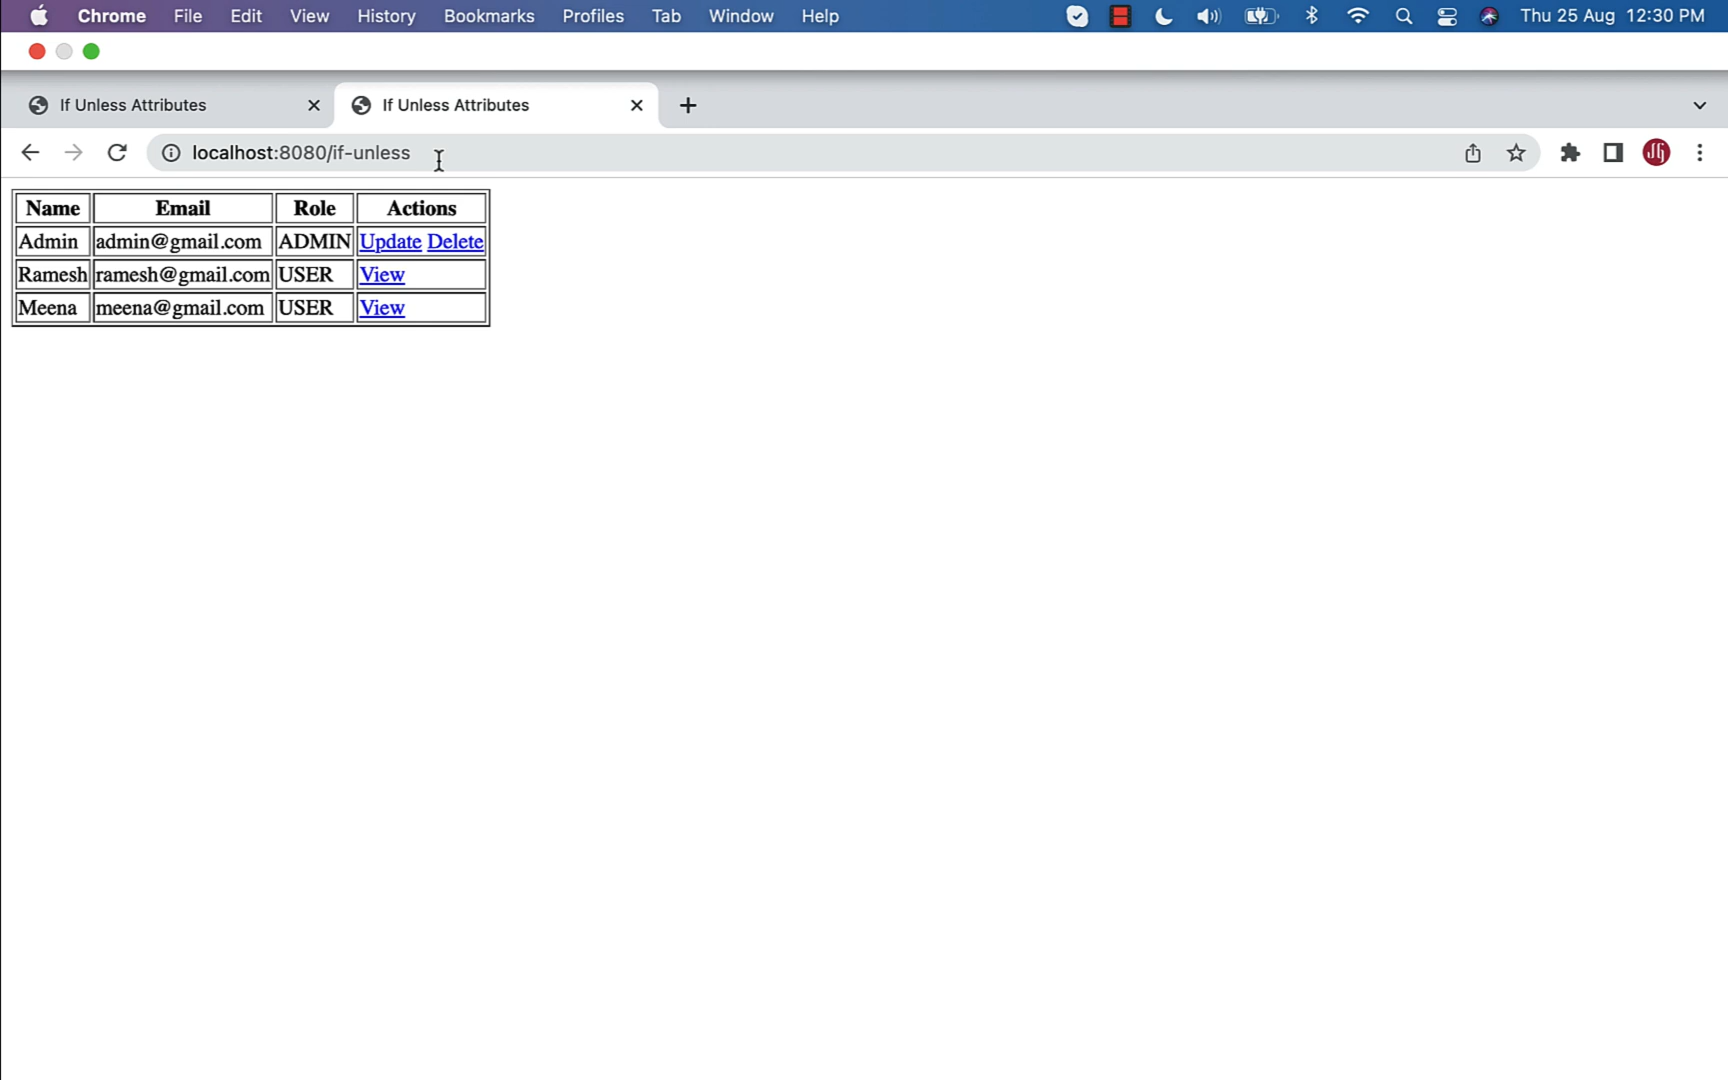 Chrome File Edit View History Bookmarks Profiles Tab Window Help Thu 25 Aug 12:30 PM
If Unless Attributes If Unless Attributes
localhost:8080/if-unless
Name Email Role Actions
Admin admin@gmail.com ADMIN Update Delete
Ramesh ramesh@gmail.com USER View
Meena meena@gmail.com USER View